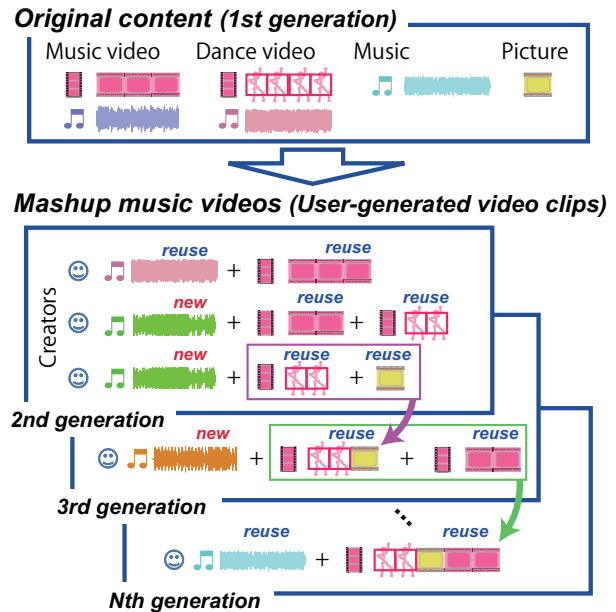 Original content (1st generation)
Music video Dance video Music Picture
Mashup music videos (User-generated video clips)
Creators
reuse + reuse
new + reuse + reuse
new + reuse + reuse
2nd generation
new + reuse + reuse
3rd generation
reuse + reuse
Nth generation